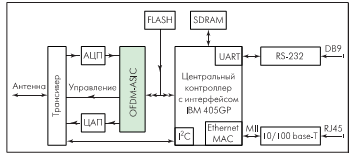 FLASH
SDRAM
DB9
АЦП
UART
RS-232
Антенна
Трансивер
Управление
OFDM-ASIC
Центральный
контроллер
с интерфейсом
IBM 405GP
ЦАП
I²C
Ethernet
MAC
MII
10/100 base-T
RJ45